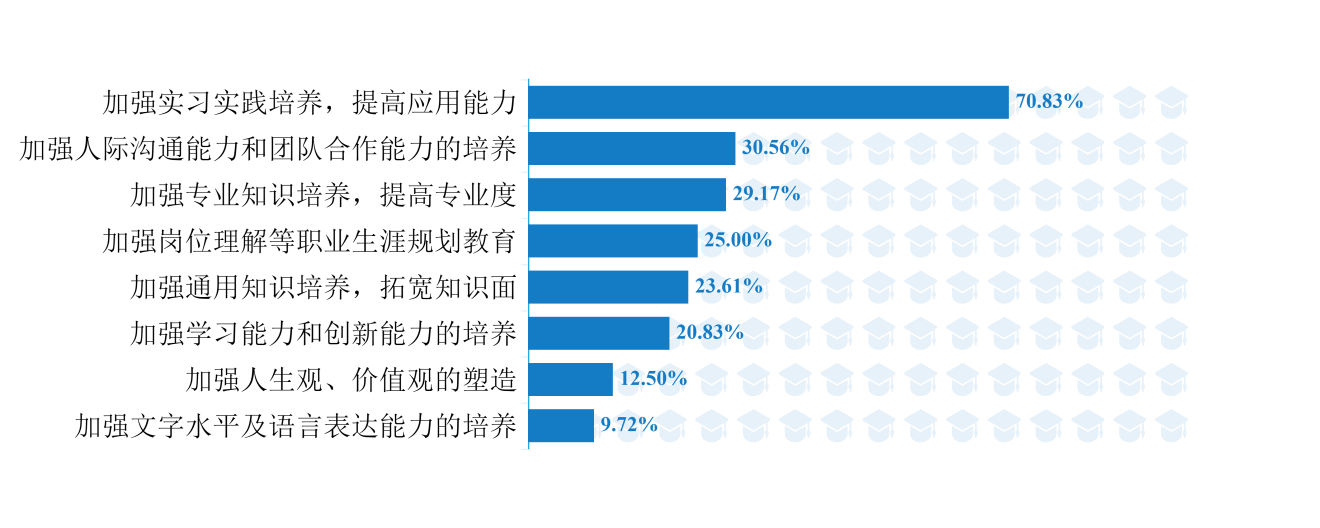 加强实习实践培养，提高应用能力 70.83%
加强人际沟通能力和团队合作能力的培养 30.56%
加强专业知识培养，提高专业度 29.17%
加强岗位理解等职业生涯规划教育 25.00%
加强通用知识培养，拓宽知识面 23.61%
加强学习能力和创新能力的培养 20.83%
加强人生观、价值观的塑造 12.50%
加强文字水平及语言表达能力的培养 9.72%